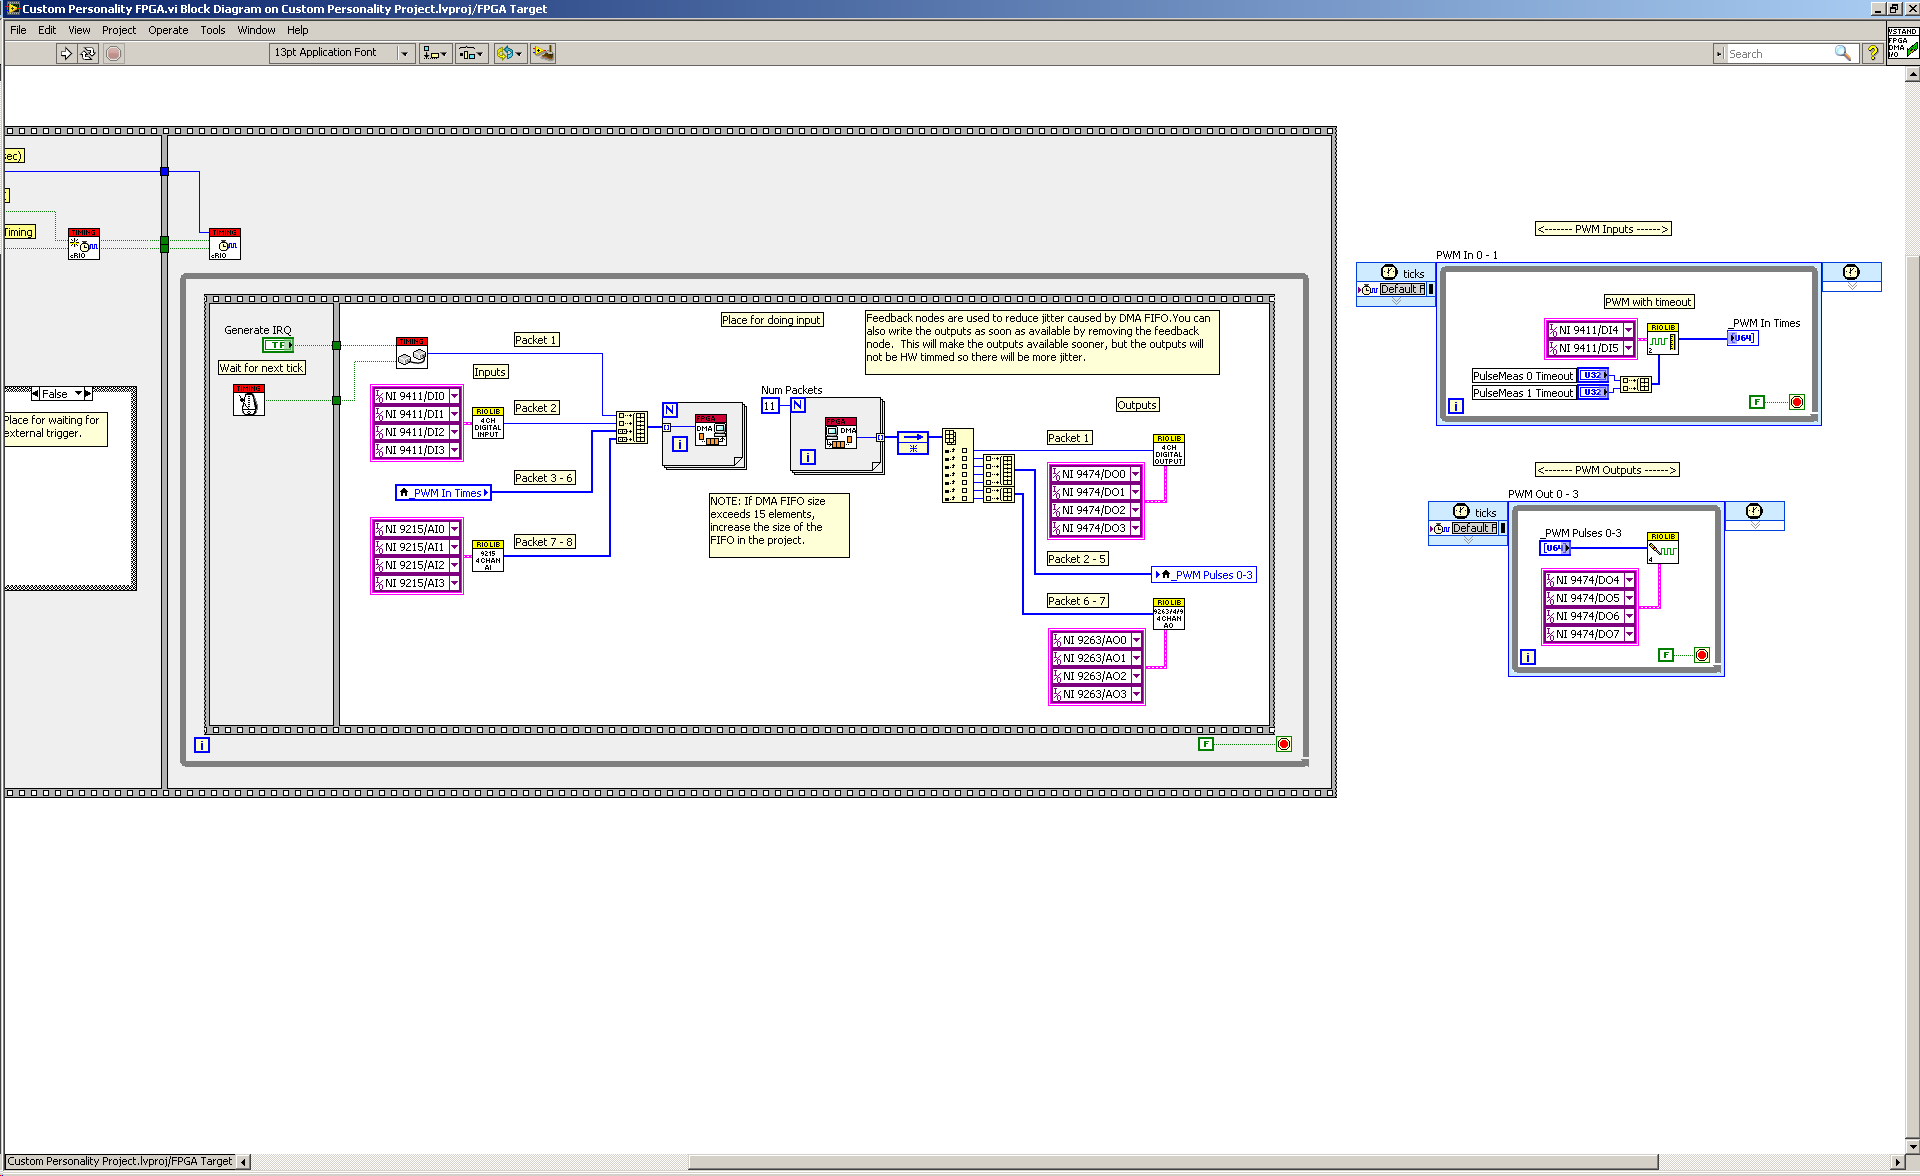 Custom Personality FPGA.vi Block Diagram on Custom Personality Project.lvproj/FPGA Target
File Edit View Project Operate Tools Window Help
13pt Application Font
Search
VSTAND
FPGA
DMA
I/O
sec)
Timing
TIMING
cRIO
TIMING
cRIO
False
Place for waiting for
external trigger.
Generate IRQ
TF
Wait for next tick
TIMING
TIMING
Packet 1
Inputs
NI 9411/DI0
NI 9411/DI1
NI 9411/DI2
NI 9411/DI3
RIO LIB
4CH
DIGITAL
INPUT
Packet 2
Packet 3 - 6
_PWM In Times
NI 9215/AI0
NI 9215/AI1
NI 9215/AI2
NI 9215/AI3
RIO LIB
9215
4 CHAN
AI
Packet 7 - 8
Place for doing input
Feedback nodes are used to reduce jitter caused by DMA FIFO.You can
also write the outputs as soon as available by removing the feedback
node. This will make the outputs available sooner, but the outputs will
not be HW timmed so there will be more jitter.
N
FPGA
DMA
i
Num Packets
11
N
FPGA
DMA
i
NOTE: If DMA FIFO size
exceeds 15 elements,
increase the size of the
FIFO in the project.
Outputs
Packet 1
RIO LIB
4CH
DIGITAL
OUTPUT
NI 9474/DO0
NI 9474/DO1
NI 9474/DO2
NI 9474/DO3
Packet 2 - 5
_PWM Pulses 0-3
Packet 6 - 7
RIO LIB
9263/4/9
4 CHAN
AO
NI 9263/AO0
NI 9263/AO1
NI 9263/AO2
NI 9263/AO3
i
F
<------- PWM Inputs ------>
PWM In 0 - 1
ticks
Default F
PWM with timeout
NI 9411/DI4
NI 9411/DI5
RIO LIB
2
_PWM In Times
U64
PulseMeas 0 Timeout
U32
PulseMeas 1 Timeout
U32
i
F
<------- PWM Outputs ----->
PWM Out 0 - 3
ticks
Default F
_PWM Pulses 0-3
U64
RIO LIB
4
NI 9474/DO4
NI 9474/DO5
NI 9474/DO6
NI 9474/DO7
i
F
Custom Personality Project.lvproj/FPGA Target